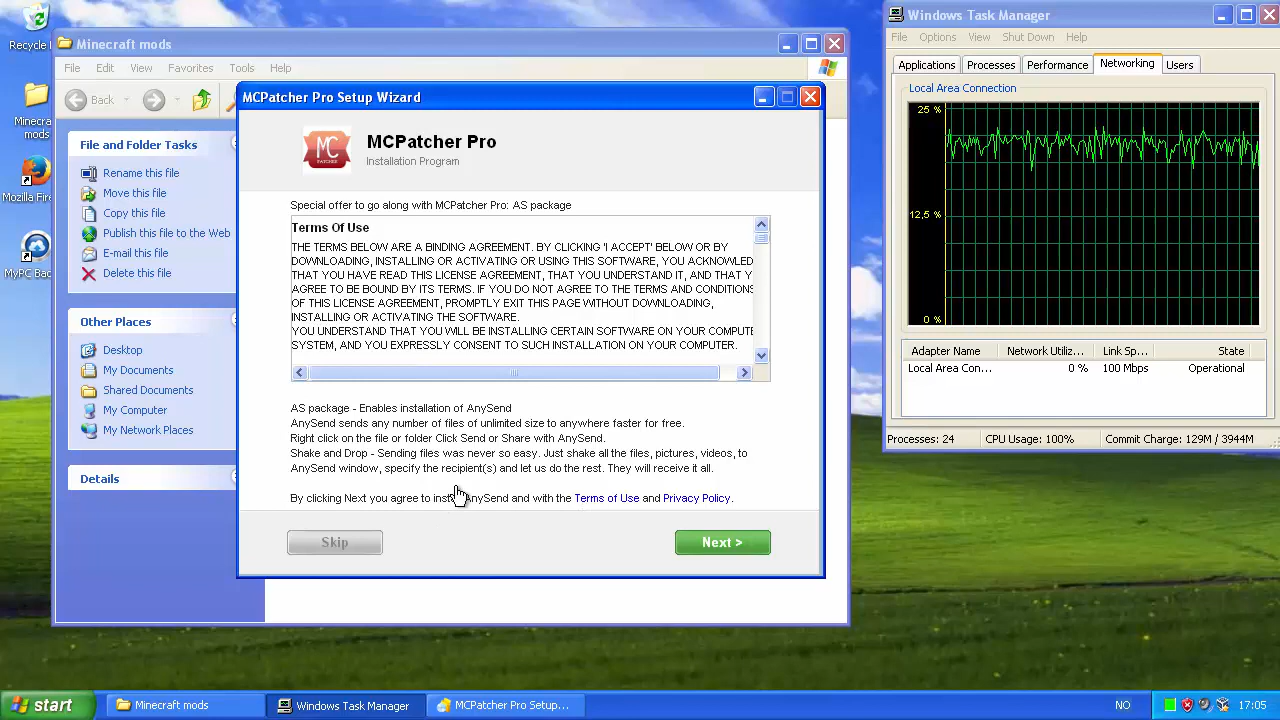 Recycle
Minecra
mods
Mozilla Fire
MyPC Bac
Minecraft mods
File Edit View Favorites Tools Help
Back
File and Folder Tasks
Rename this file
Move this file
Copy this file
Publish this file to the Web
E-mail this file
Delete this file
Other Places
Desktop
My Documents
Shared Documents
My Computer
My Network Places
Details
MCPatcher Pro Setup Wizard
MC
PATCHER
MCPatcher Pro
Installation Program
Special offer to go along with MCPatcher Pro: AS package
Terms Of Use
THE TERMS BELOW ARE A BINDING AGREEMENT. BY CLICKING 'I ACCEPT' BELOW OR BY
DOWNLOADING, INSTALLING OR ACTIVATING OR USING THIS SOFTWARE, YOU ACKNOWLED
THAT YOU HAVE READ THIS LICENSE AGREEMENT, THAT YOU UNDERSTAND IT, AND THAT Y
AGREE TO BE BOUND BY ITS TERMS. IF YOU DO NOT AGREE TO THE TERMS AND CONDITIONS
OF THIS LICENSE AGREEMENT, PROMPTLY EXIT THIS PAGE WITHOUT DOWNLOADING,
INSTALLING OR ACTIVATING THE SOFTWARE.
YOU UNDERSTAND THAT YOU WILL BE INSTALLING CERTAIN SOFTWARE ON YOUR COMPUTE
SYSTEM, AND YOU EXPRESSLY CONSENT TO SUCH INSTALLATION ON YOUR COMPUTER.
AS package - Enables installation of AnySend
AnySend sends any number of files of unlimited size to anywhere faster for free.
Right click on the file or folder Click Send or Share with AnySend.
Shake and Drop - Sending files was never so easy. Just share all the files, pictures, videos, to
AnySend window, specify the recipient(s) and let us do the rest. They will receive it all.
By clicking Next you agree to inst AnySend and with the Terms of Use and Privacy Policy.
Skip
Next >
Windows Task Manager
File Options View Shut Down Help
Applications Processes Performance Networking Users
Local Area Connection
25 %
12,5 %
0 %
Adapter Name Network Utiliz... Link Sp... State
Local Area Con... 0 % 100 Mbps Operational
Processes: 24 CPU Usage: 100% Commit Charge: 129M / 3944M
start Minecraft mods Windows Task Manager MCPatcher Pro Setup... NO 17:05